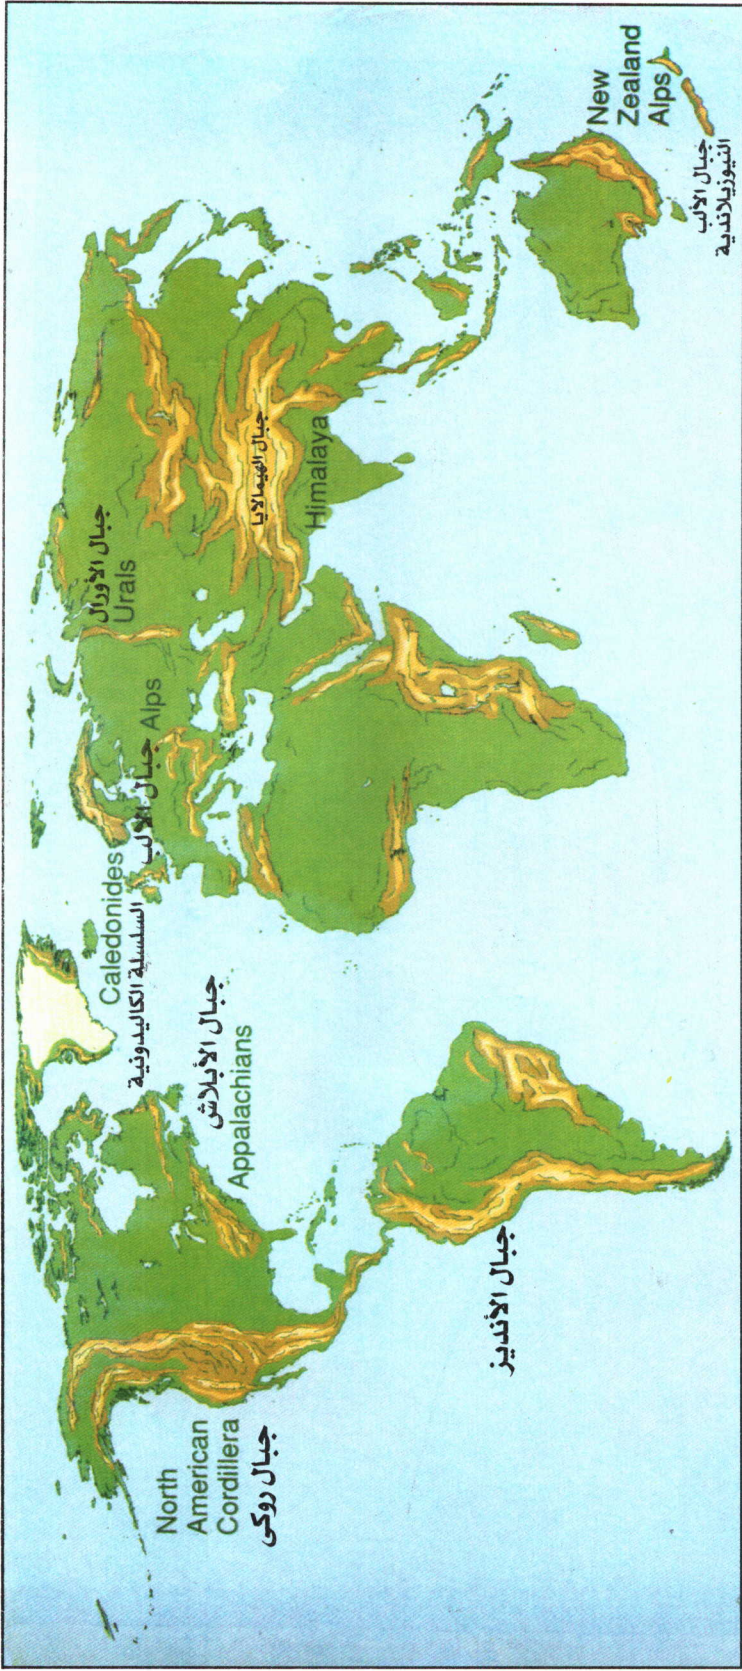 North
American
Cordillera
جبال روكى
جبال الأبلاش
Appalachians
Caledonides
السلسلة الكاليدونية
جبال الألب Alps
جبال الأورال
Urals
جبال الهيمالايا
Himalaya
جبال الأنديز
New
Zealand
Alps
جبال الألب
النيوزيلاندية